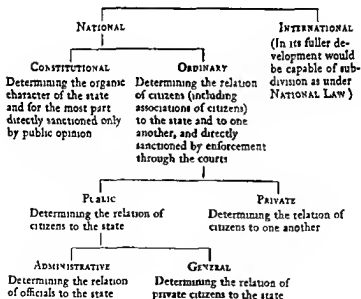 NATIONAL
INTERNATIONAL
(In its fuller de-
velopment would
be capable of sub-
division as under
NATIONAL LAW)
CONSTITUTIONAL
Determining the organic
character of the state
and for the most part
directly sanctioned only
by public opinion
ORDINARY
Determining the relation
of citizens (including
associations of citizens)
to the state and to one
another, and directly
sanctioned by enforcement
through the courts
PUBLIC
Determining the relation of
citizens to the state
PRIVATE
Determining the relation of
citizens to one another
ADMINISTRATIVE
Determining the relation
of officials to the state
GENERAL
Determining the relation of
private citizens to the state